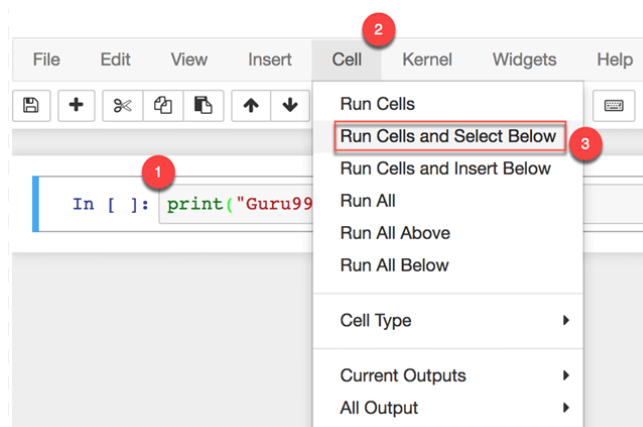 2
File Edit View Insert Cell Kernel Widgets Help
Run Cells
Run Cells and Select Below
3
Run Cells and Insert Below
1
In [ ]: print("Guru99
Run All
Run All Above
Run All Below
Cell Type
Current Outputs
All Output